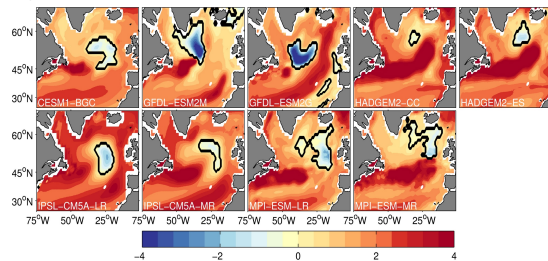 60°N
45°N
30°N
CESM1-BGC
GFDL-ESM2M
GFDL-ESM2G
HADGEM2-CC
HADGEM2-ES
60°N
45°N
30°N
IPSL-CM5A-LR
IPSL-CM5A-MR
MPI-ESM-LR
MPI-ESM-MR
75°W 50°W 25°W 75°W 50°W 25°W 75°W 50°W 25°W 75°W 50°W 25°W
-4 -2 0 2 4